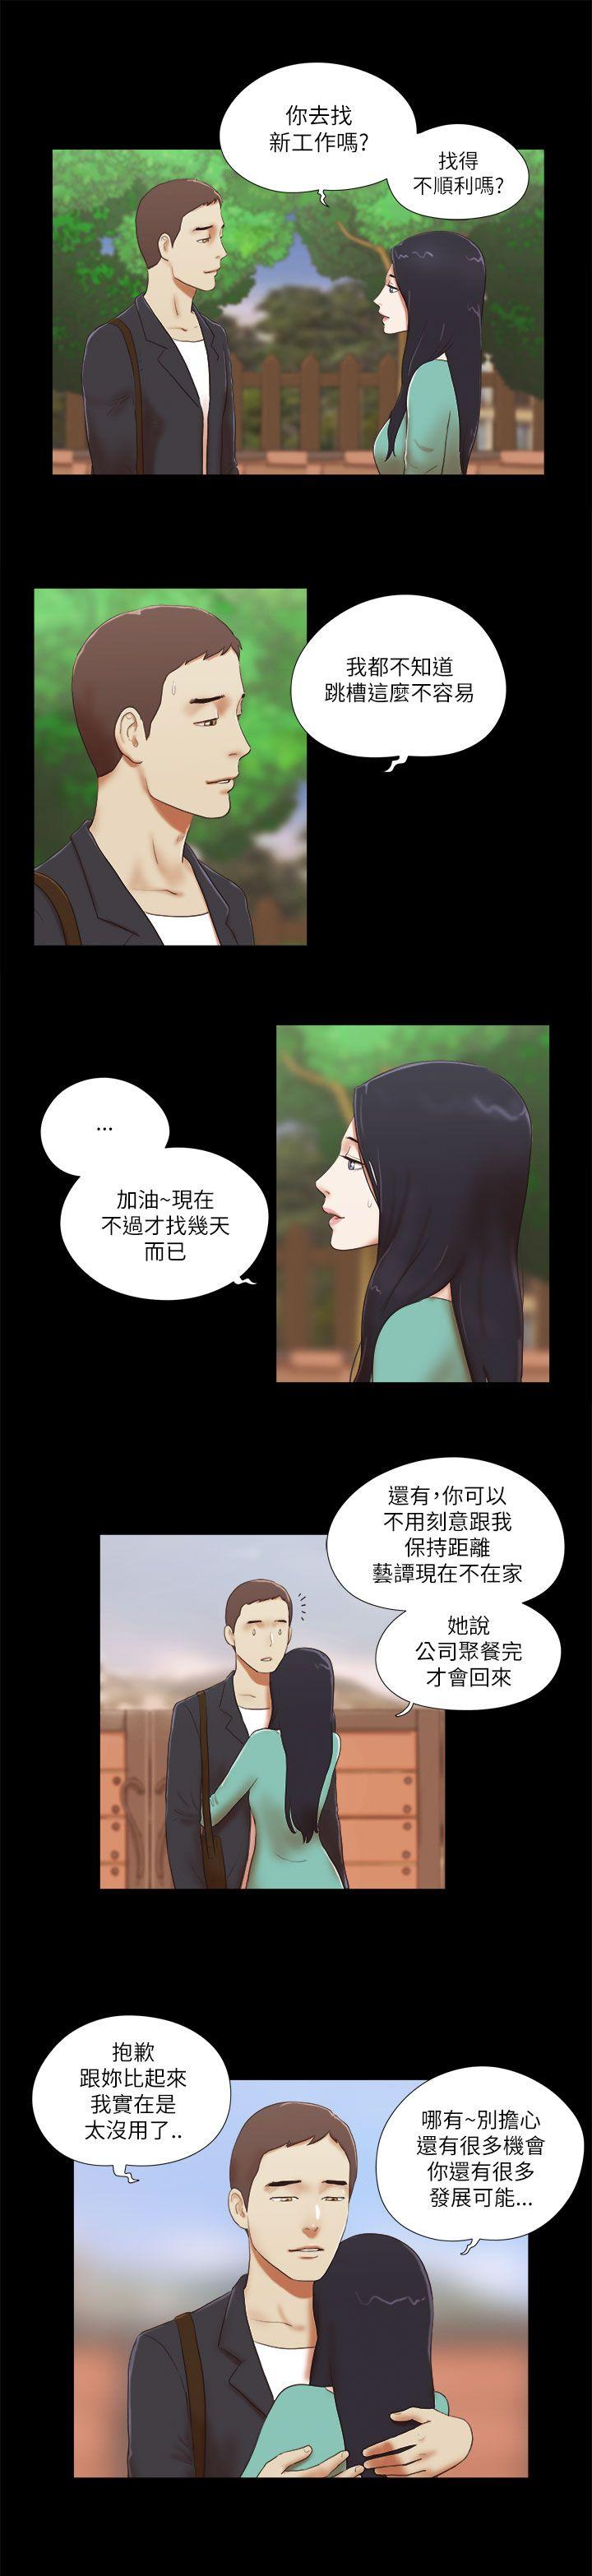 你去找
新工作嗎?
找得
不順利嗎?
我都不知道
跳槽這麼不容易
...
加油~現在
不過才找幾天
而已
還有,你可以
不用刻意跟我
保持距離
藝譚現在不在家
她說
公司聚餐完
才會回來
抱歉
跟妳比起來
我實在是
太沒用了..
哪有~別擔心
還有很多機會
你還有很多
發展可能...